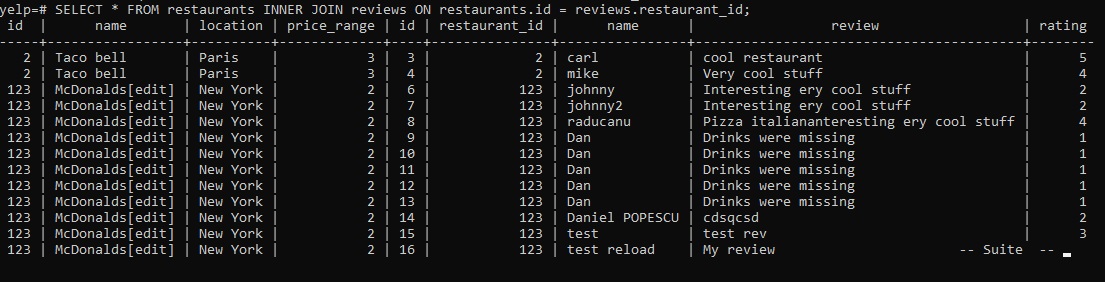 yelp=# SELECT * FROM restaurants INNER JOIN reviews ON restaurants.id = reviews.restaurant_id;
id | name | location | price_range | id | restaurant_id | name | review | rating
-----+----------------+----------+-------------+----+---------------+----------------+----------------------------------------+--------
2 | Taco bell | Paris | 3 | 3 | 2 | carl | cool restaurant | 5
2 | Taco bell | Paris | 3 | 4 | 2 | mike | Very cool stuff | 4
123 | McDonalds[edit] | New York | 2 | 6 | 123 | johnny | Interesting ery cool stuff | 2
123 | McDonalds[edit] | New York | 2 | 7 | 123 | johnny2 | Interesting ery cool stuff | 2
123 | McDonalds[edit] | New York | 2 | 8 | 123 | raducanu | Pizza italiananteresting ery cool stuff | 4
123 | McDonalds[edit] | New York | 2 | 9 | 123 | Dan | Drinks were missing | 1
123 | McDonalds[edit] | New York | 2 | 10 | 123 | Dan | Drinks were missing | 1
123 | McDonalds[edit] | New York | 2 | 11 | 123 | Dan | Drinks were missing | 1
123 | McDonalds[edit] | New York | 2 | 12 | 123 | Dan | Drinks were missing | 1
123 | McDonalds[edit] | New York | 2 | 13 | 123 | Dan | Drinks were missing | 1
123 | McDonalds[edit] | New York | 2 | 14 | 123 | Daniel POPESCU | cdsqcsd | 2
123 | McDonalds[edit] | New York | 2 | 15 | 123 | test | test rev | 3
123 | McDonalds[edit] | New York | 2 | 16 | 123 | test reload | My review -- Suite --